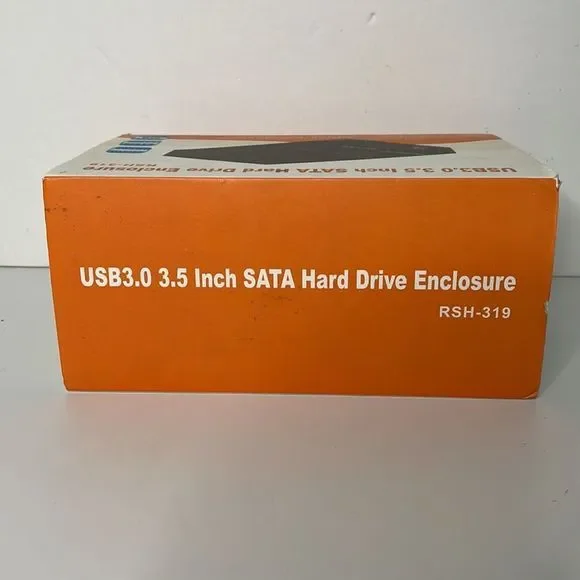 USB3.0 3.5 Inch SATA Hard Drive Enclosure
RSH-319
USB3.0 3.5 Inch SATA Hard Drive Enclosure
RSH-319